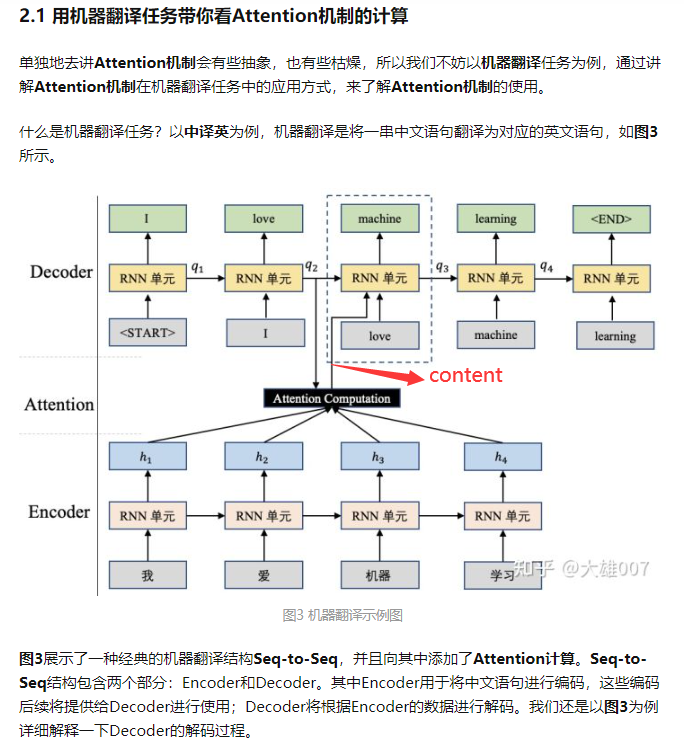 2.1 用机器翻译任务带你看Attention机制的计算
单独地去讲Attention机制会有些抽象，也有些枯燥，所以我们不妨以机器翻译任务为例，通过讲
解Attention机制在机器翻译任务中的应用方式，来了解Attention机制的使用。
什么是机器翻译任务？以中译英为例，机器翻译是将一串中文语句翻译为对应的英文语句，如图3
所示。
I love machine learning <END>
Decoder RNN 单元 q1 RNN 单元 q2 RNN 单元 q3 RNN 单元 q4 RNN 单元
<START> I love machine learning
content
Attention Attention Computation
h1 h2 h3 h4
Encoder RNN 单元 RNN 单元 RNN 单元 RNN 单元
我 爱 机器 学习
知乎 @大雄007
图3 机器翻译示例图
图3展示了一种经典的机器翻译结构Seq-to-Seq，并且向其中添加了Attention计算。Seq-to-
Seq结构包含两个部分：Encoder和Decoder。其中Encoder用于将中文语句进行编码，这些编码
后续将提供给Decoder进行使用；Decoder将根据Encoder的数据进行解码。我们还是以图3为例
详细解释一下Decoder的解码过程。